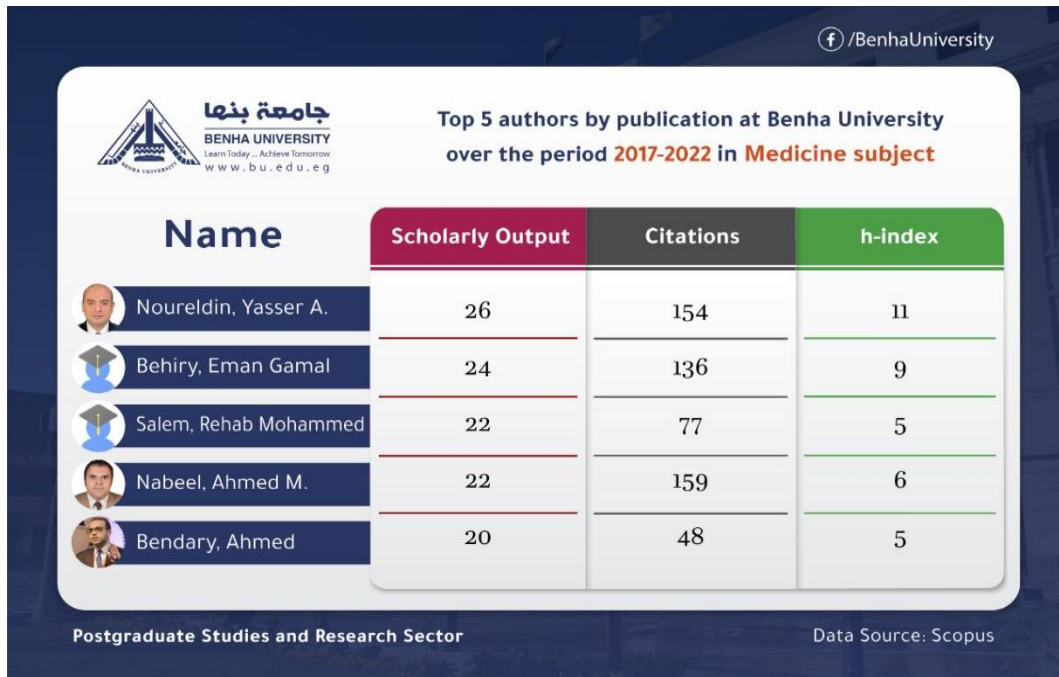 /BenhaUniversity
جامعة بنها
BENHA UNIVERSITY
Learn Today ... Achieve Tomorrow
www.bu.edu.eg
BENHA UNIVERSITY
Top 5 authors by publication at Benha University
over the period 2017-2022 in Medicine subject
Name Scholarly Output Citations h-index
Noureldin, Yasser A. 26 154 11
Behiry, Eman Gamal 24 136 9
Salem, Rehab Mohammed 22 77 5
Nabeel, Ahmed M. 22 159 6
Bendary, Ahmed 20 48 5
Postgraduate Studies and Research Sector Data Source: Scopus